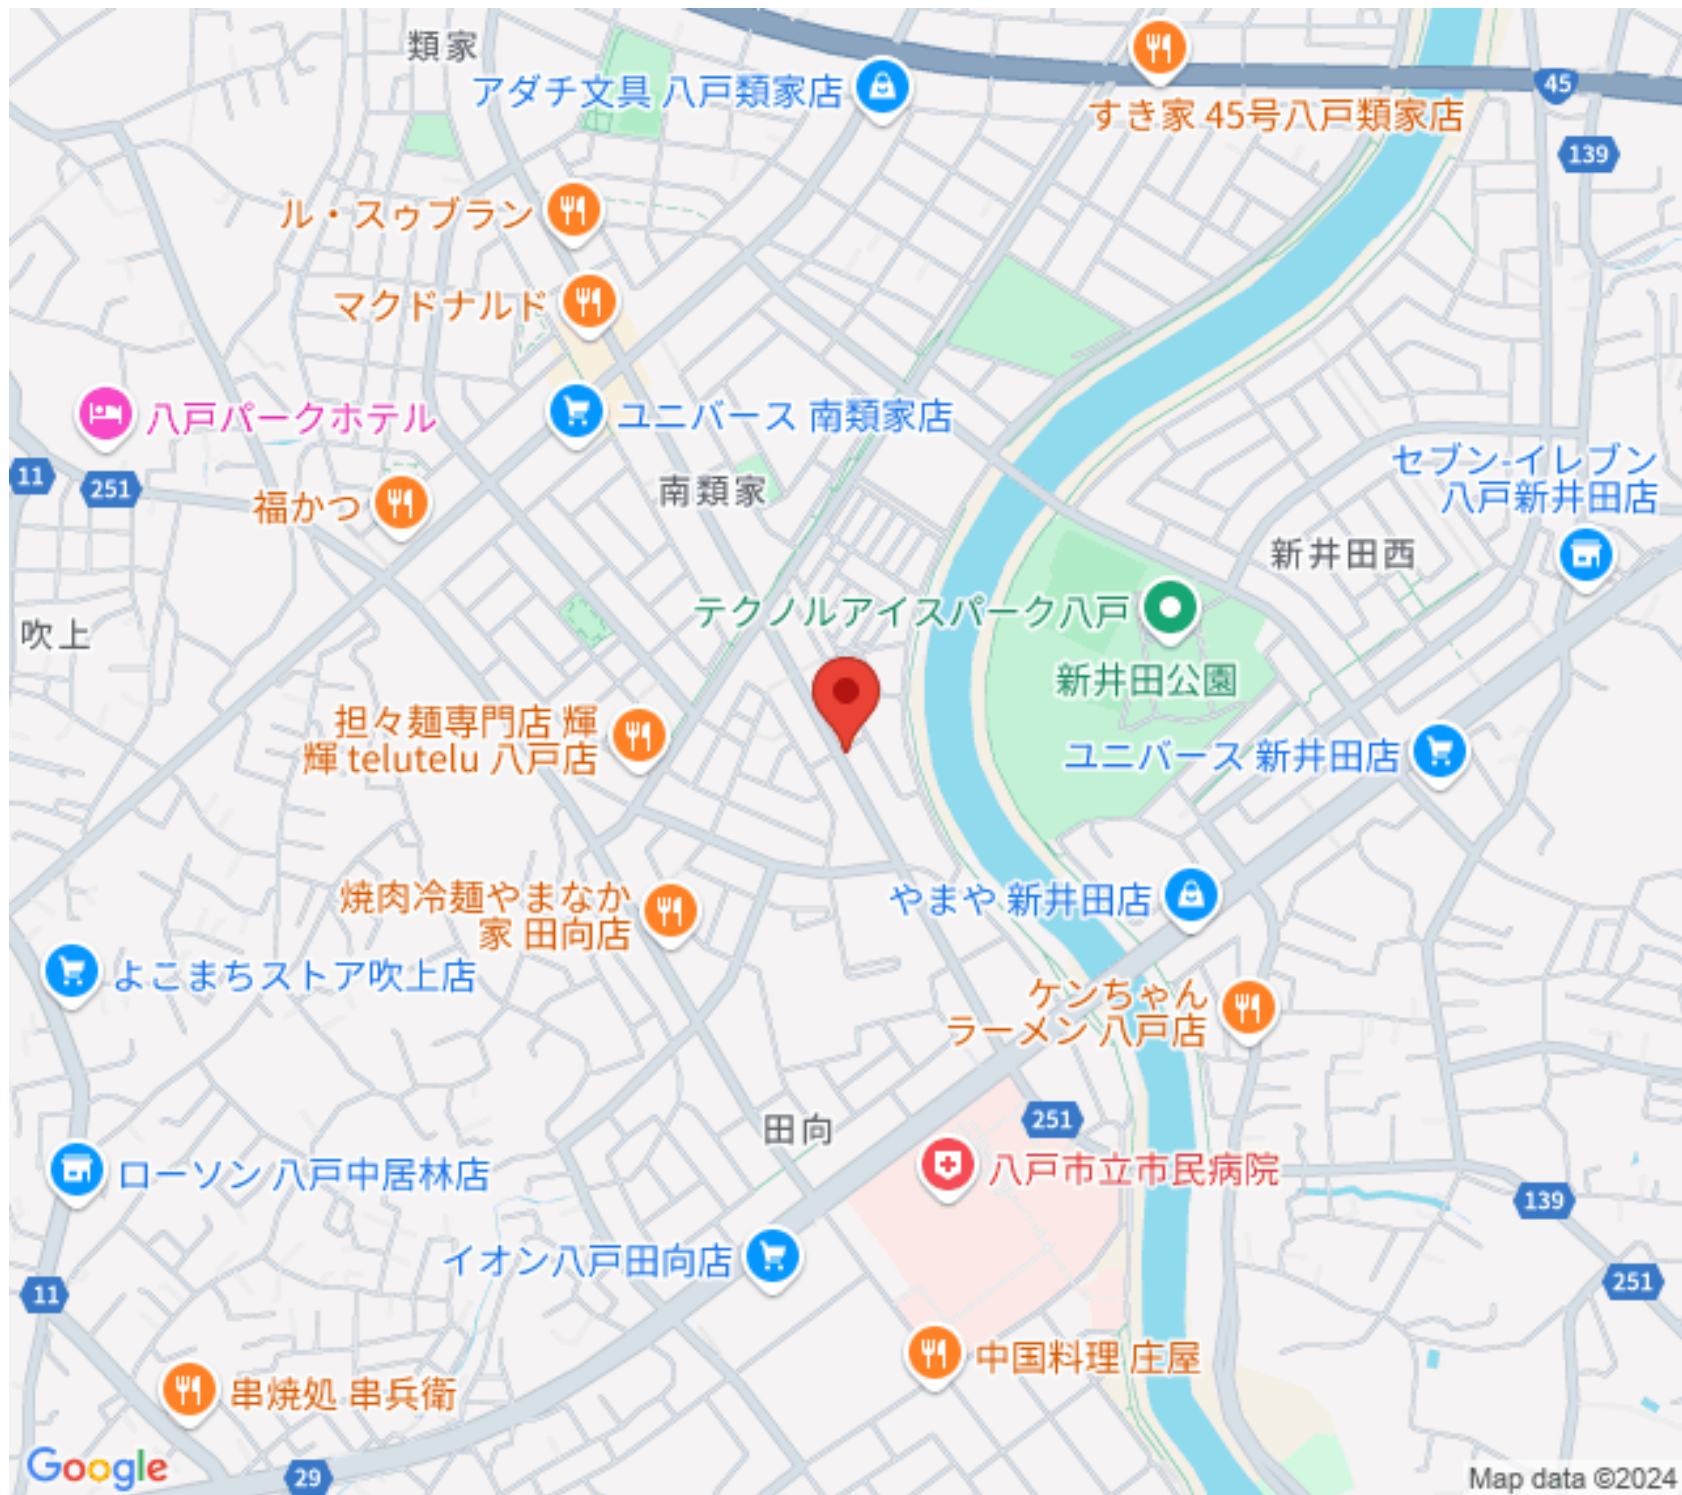 類家
アダチ文具 八戸類家店
すき家 45号八戸類家店
45
139
ル・スゥブラン
マクドナルド
八戸パークホテル
ユニバース 南類家店
11
251
福かつ
南類家
セブン-イレブン
八戸新井田店
新井田西
吹上
テクノルアイスパーク八戸
新井田公園
担々麺専門店 輝
輝 telutelu 八戸店
ユニバース 新井田店
焼肉冷麺やまなか
家 田向店
やまや 新井田店
よこまちストア吹上店
ケンちゃん
ラーメン 八戸店
251
田向
八戸市立市民病院
ローソン 八戸中居林店
139
イオン八戸田向店
251
11
中国料理 庄屋
串焼処 串兵衛
Google
29
Map data ©2024